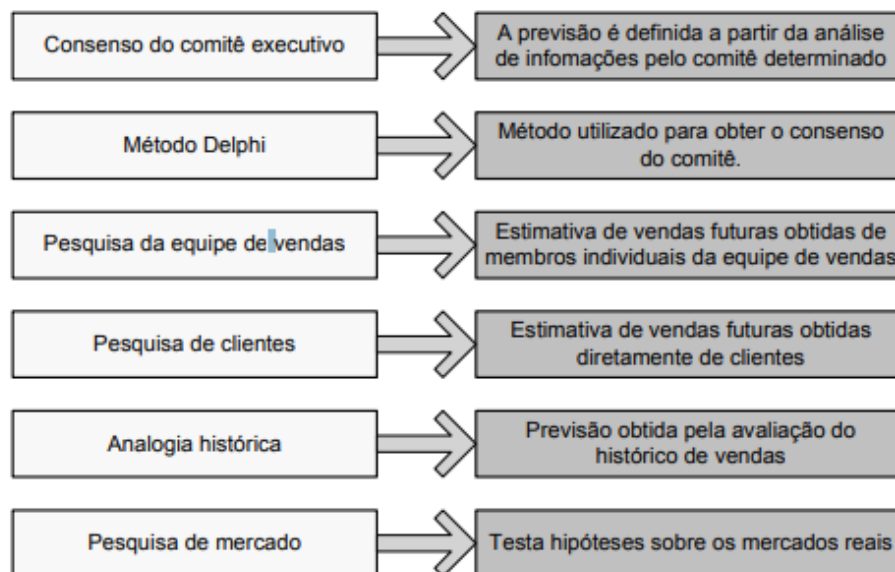 Consenso do comitê executivo
A previsão é definida a partir da análise
de infomações pelo comitê determinado
Método Delphi
Método utilizado para obter o consenso
do comitê.
Pesquisa da equipe de vendas
Estimativa de vendas futuras obtidas de
membros individuais da equipe de vendas
Pesquisa de clientes
Estimativa de vendas futuras obtidas
diretamente de clientes
Analogia histórica
Previsão obtida pela avaliação do
histórico de vendas
Pesquisa de mercado
Testa hipóteses sobre os mercados reais